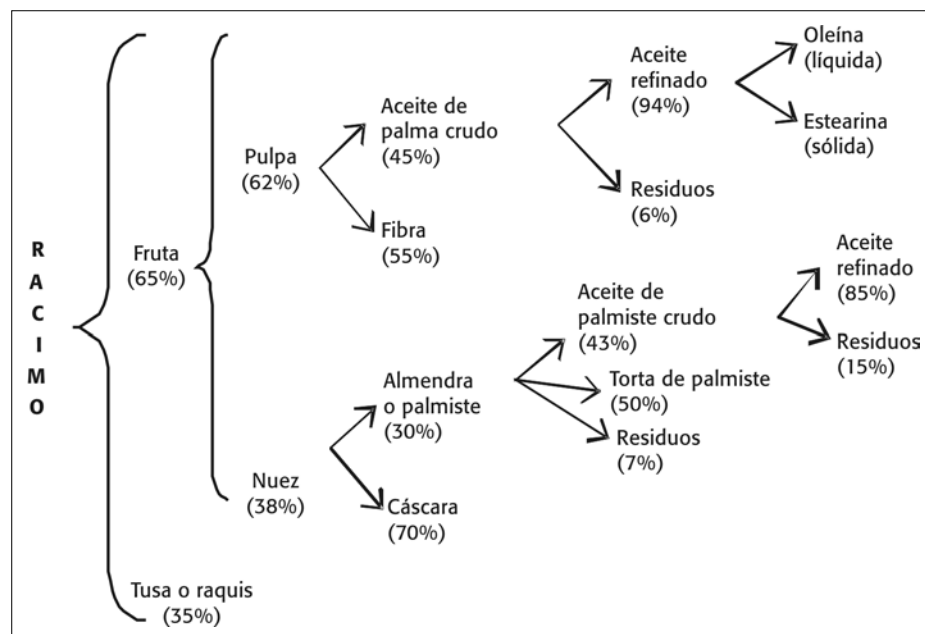 RACIMO
Fruta
(65%)
Tusa o raquis
(35%)
Pulpa
(62%)
Nuez
(38%)
Aceite de
palma crudo
(45%)
Fibra
(55%)
Aceite
refinado
(94%)
Residuos
(6%)
Oleína
(líquida)
Estearina
(sólida)
Almendra
o palmiste
(30%)
Cáscara
(70%)
Aceite de
palmiste crudo
(43%)
Torta de palmiste
(50%)
Residuos
(7%)
Aceite
refinado
(85%)
Residuos
(15%)